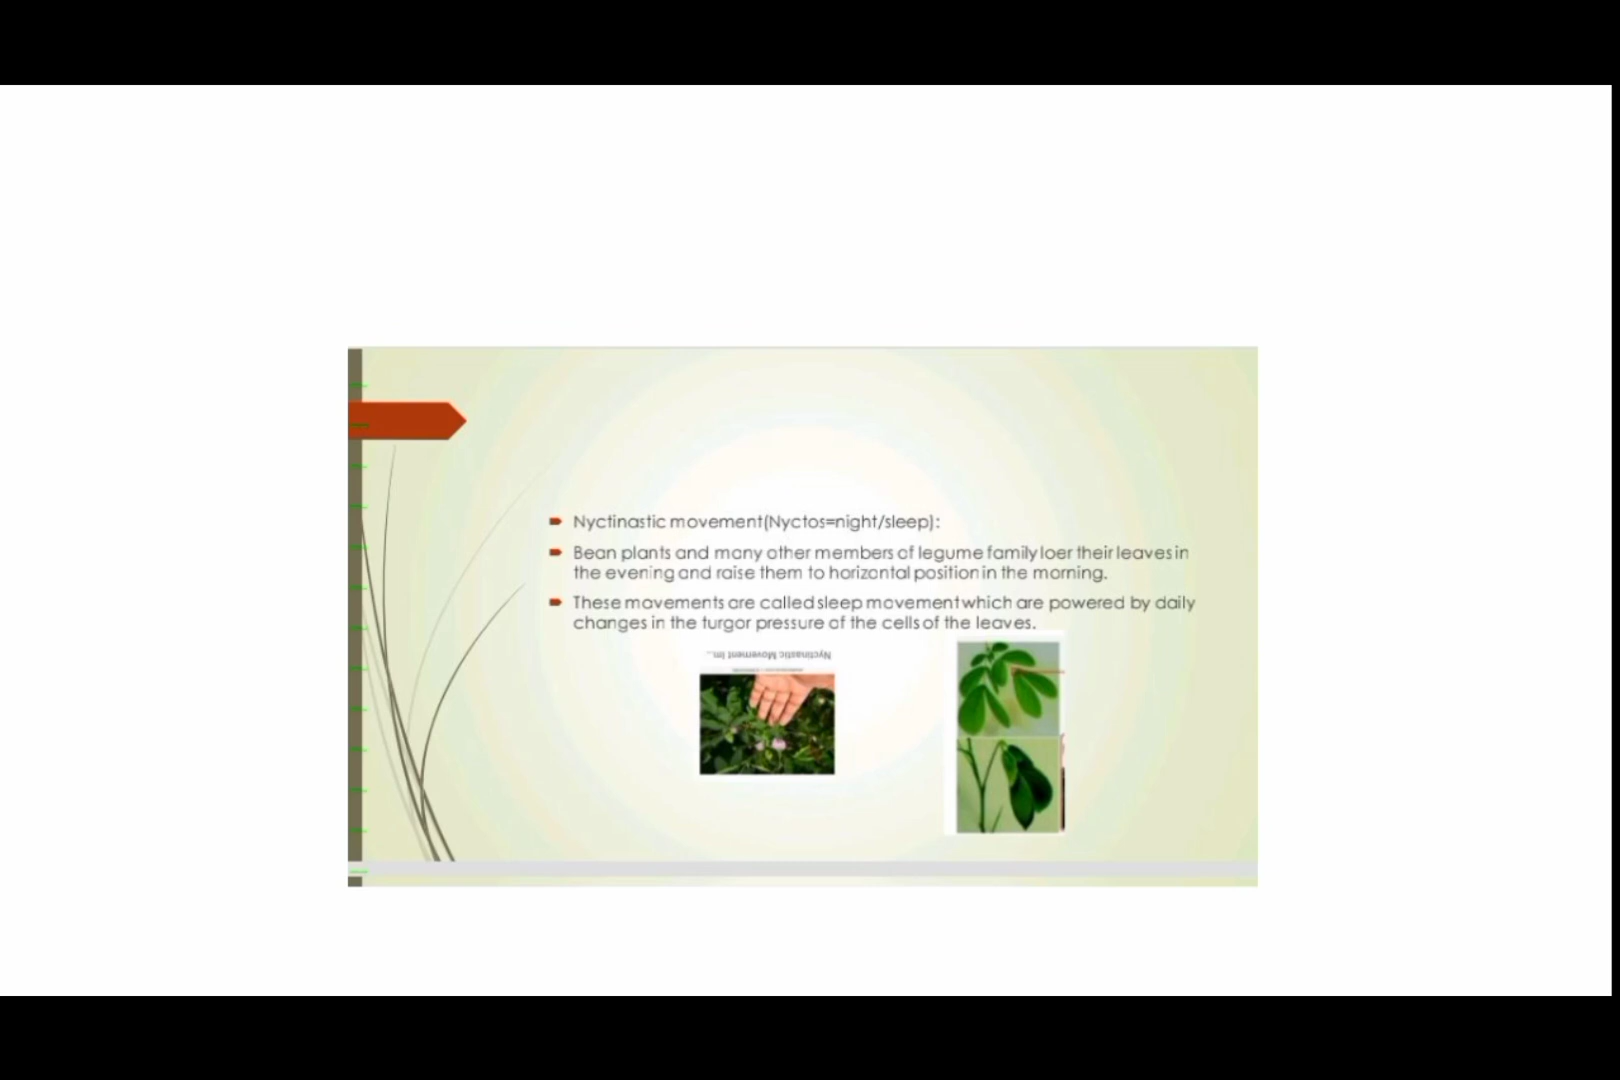 Nyctinastic movement(Nyctos=night/sleep):
Bean plants and many other members of legume family loer their leaves in
the evening and raise them to horizontal position in the morning.
These movements are called sleep movement which are powered by daily
changes in the turgor pressure of the cells of the leaves.
Nyctinastic Movement Im...